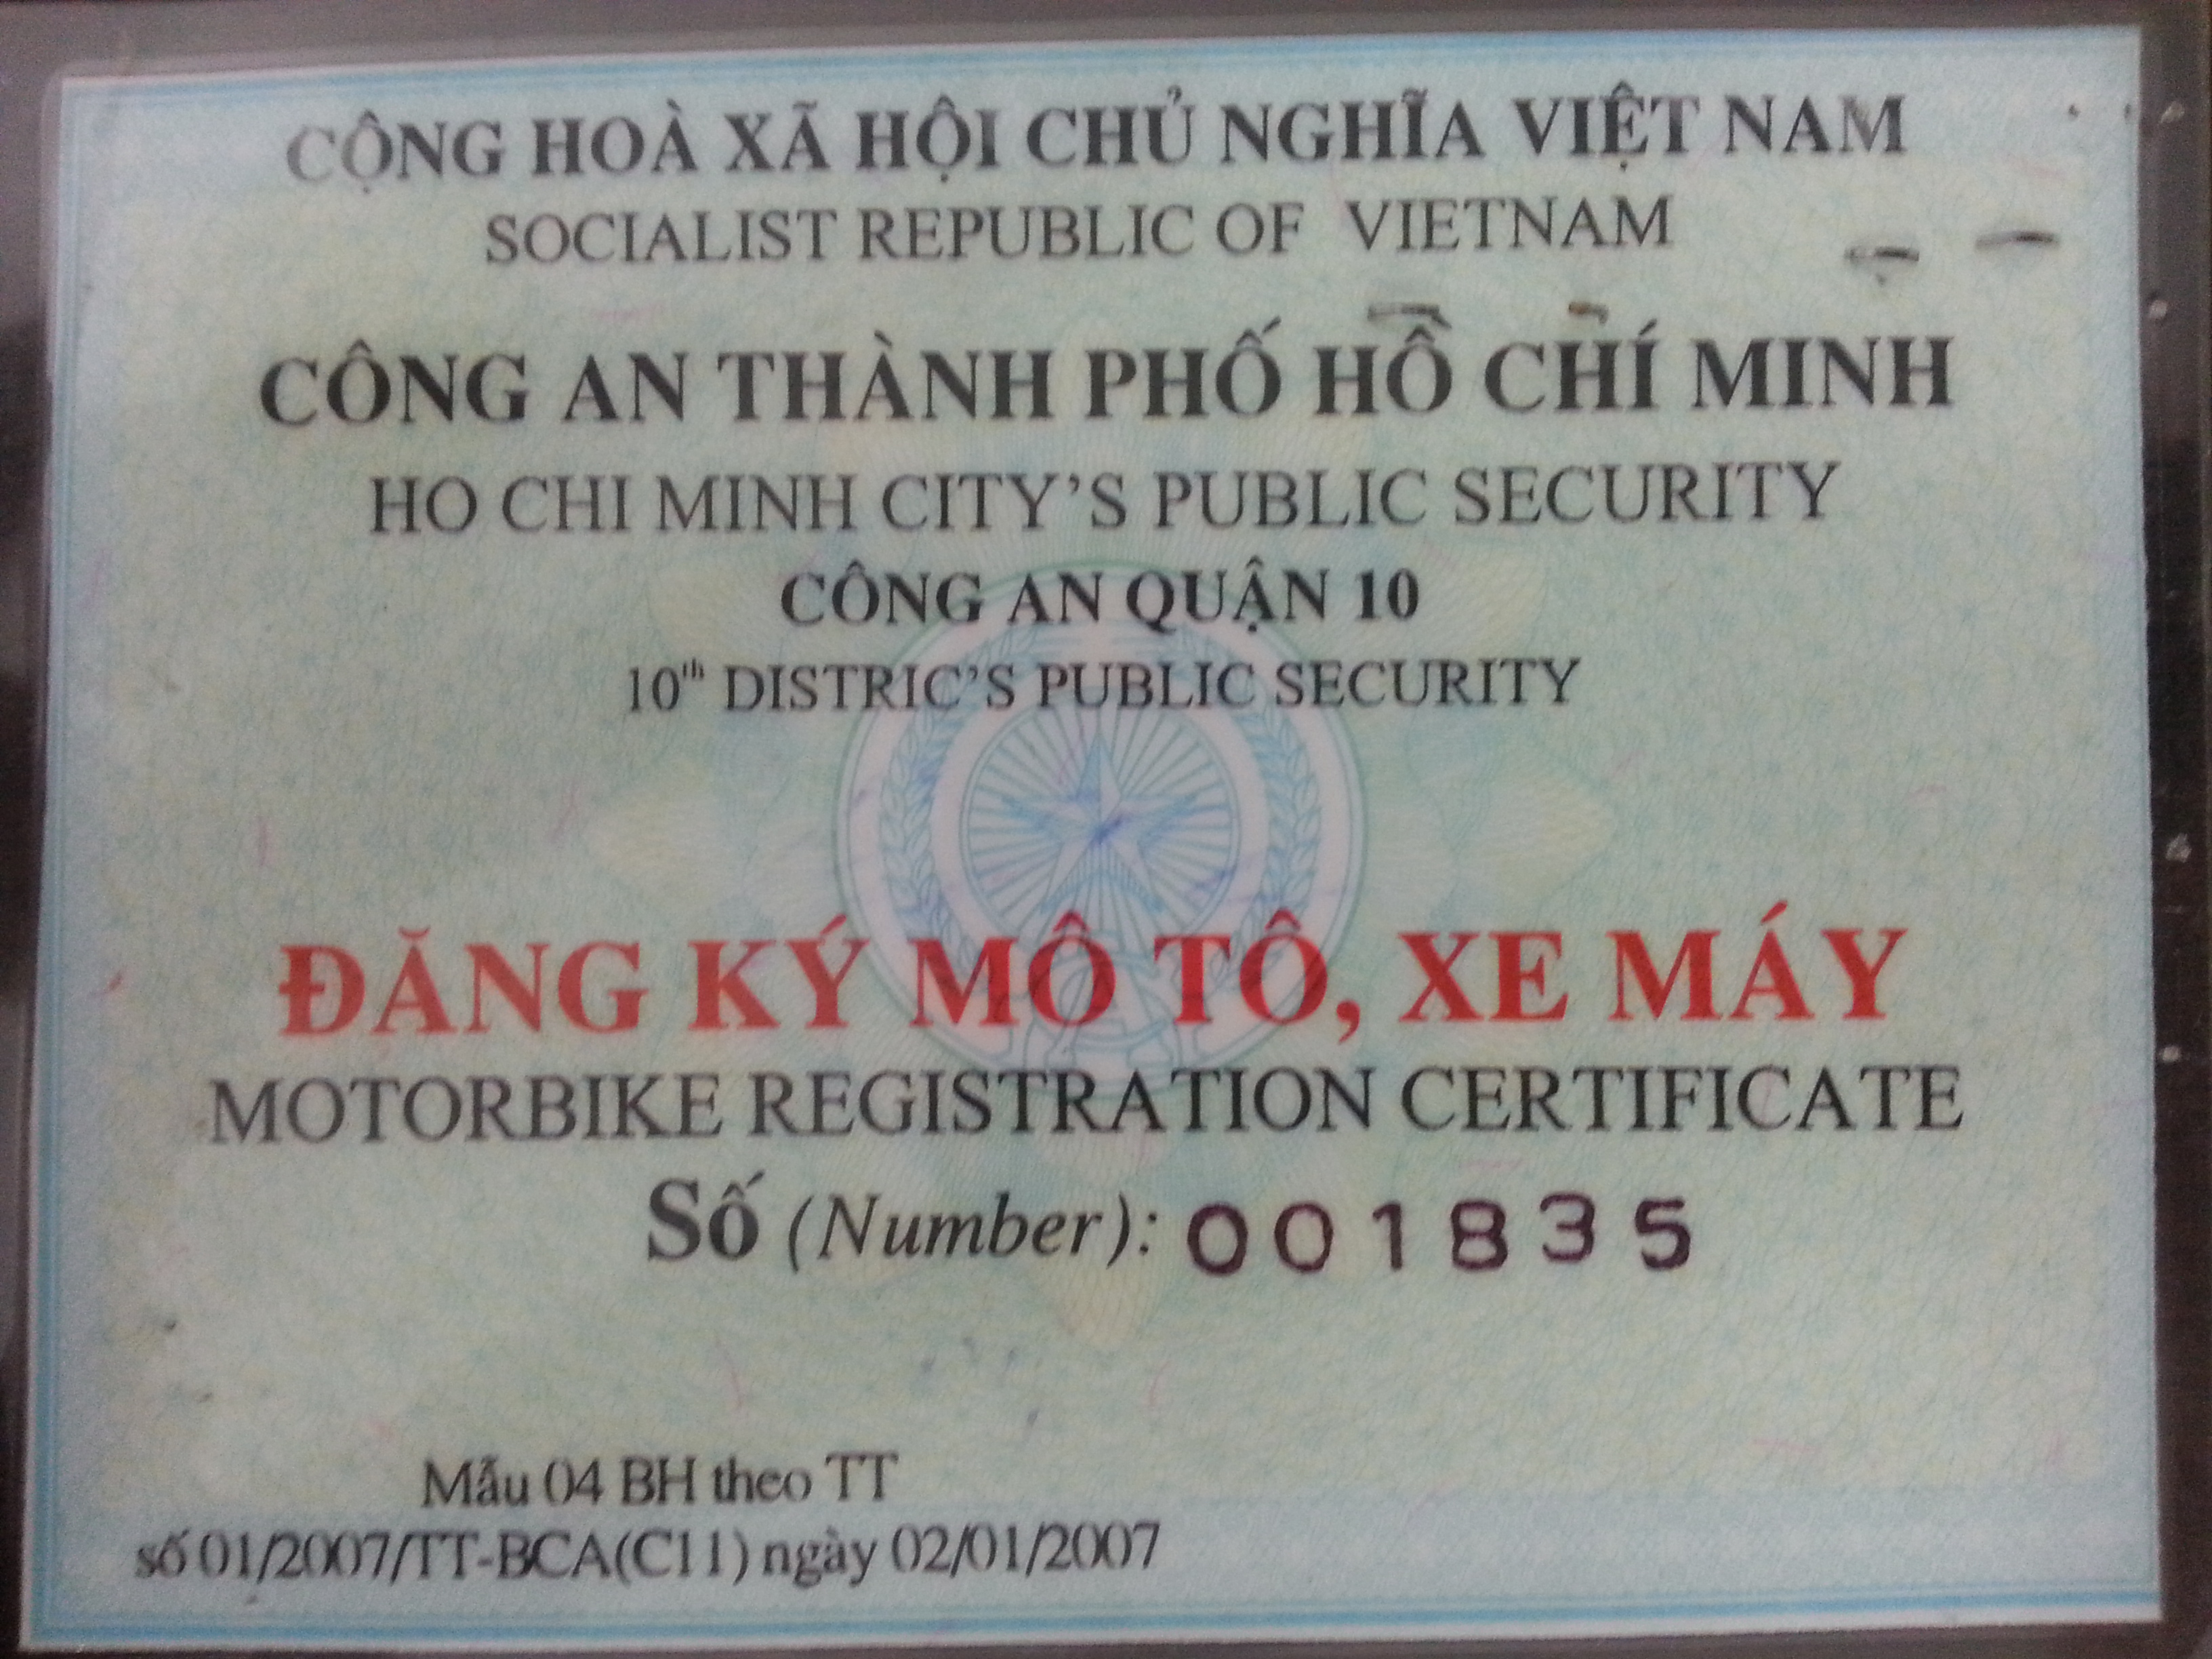 CỘNG HOÀ XÃ HỘI CHỦ NGHĨA VIỆT NAM
SOCIALIST REPUBLIC OF VIETNAM
CÔNG AN THÀNH PHỐ HỒ CHÍ MINH
HO CHI MINH CITY'S PUBLIC SECURITY
CÔNG AN QUẬN 10
10th DISTRIC'S PUBLIC SECURITY
ĐĂNG KÝ MÔ TÔ, XE MÁY
MOTORBIKE REGISTRATION CERTIFICATE
Số (Number): 001835
Mẫu 04 BH theo TT
số 01/2007/TT-BCA(C11) ngày 02/01/2007